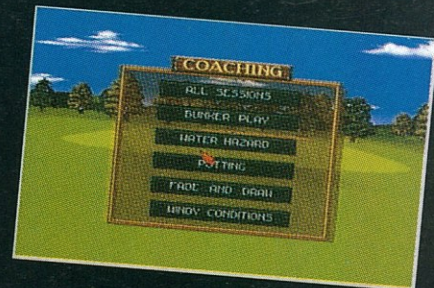 COACHING
ALL SESSIONS
BUNKER PLAY
WATER HAZARD
PUTTING
FADE AND DRAW
WINDY CONDITIONS